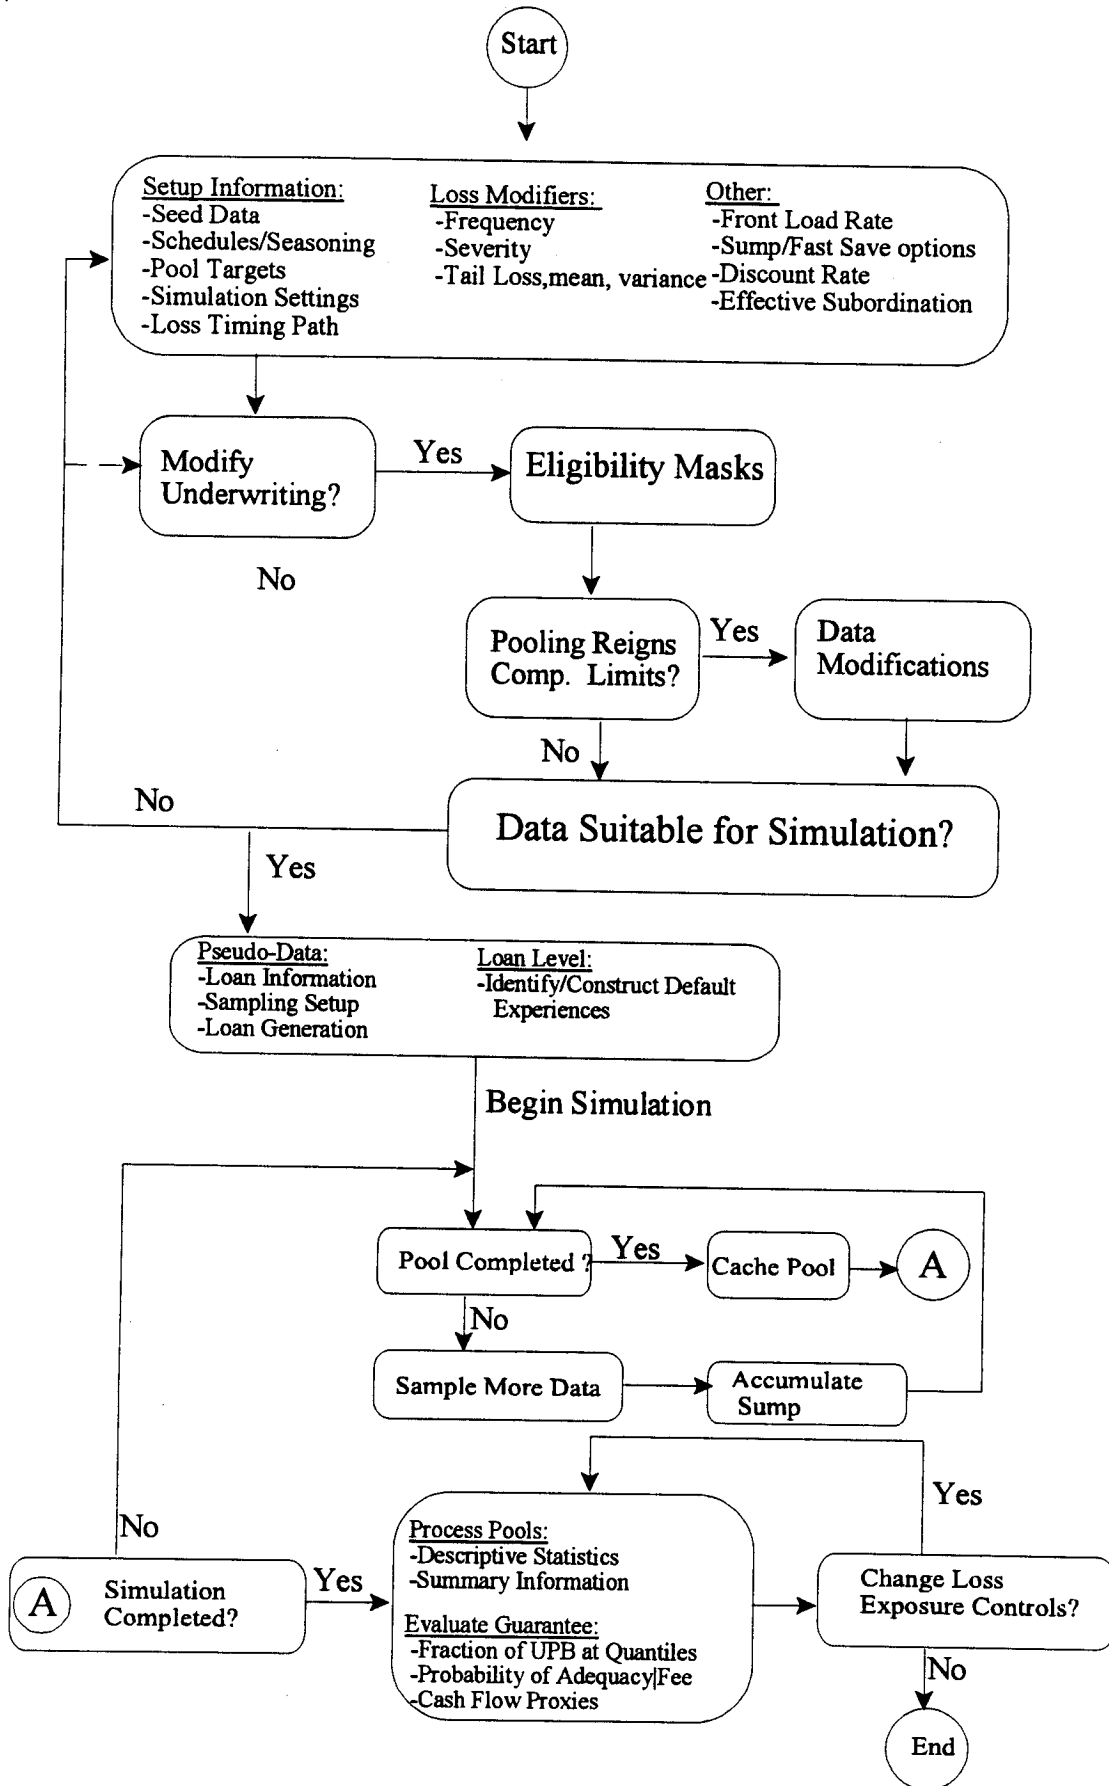 Start
Setup Information:
-Seed Data
-Schedules/Seasoning
-Pool Targets
-Simulation Settings
-Loss Timing Path
Loss Modifiers:
-Frequency
-Severity
-Tail Loss,mean, variance
Other:
-Front Load Rate
-Sump/Fast Save options
-Discount Rate
-Effective Subordination
Modify
Underwriting?
Yes
Eligibility Masks
No
Pooling Reigns
Comp. Limits?
Yes
Data
Modifications
No
No
Data Suitable for Simulation?
Yes
Pseudo-Data:
-Loan Information
-Sampling Setup
-Loan Generation
Loan Level:
-Identify/Construct Default
Experiences
Begin Simulation
Pool Completed ?
Yes
Cache Pool
A
No
Sample More Data
Accumulate
Sump
Yes
No
A
Simulation
Completed?
Yes
Process Pools:
-Descriptive Statistics
-Summary Information
Evaluate Guarantee:
-Fraction of UPB at Quantiles
-Probability of Adequacy|Fee
-Cash Flow Proxies
Change Loss
Exposure Controls?
No
End